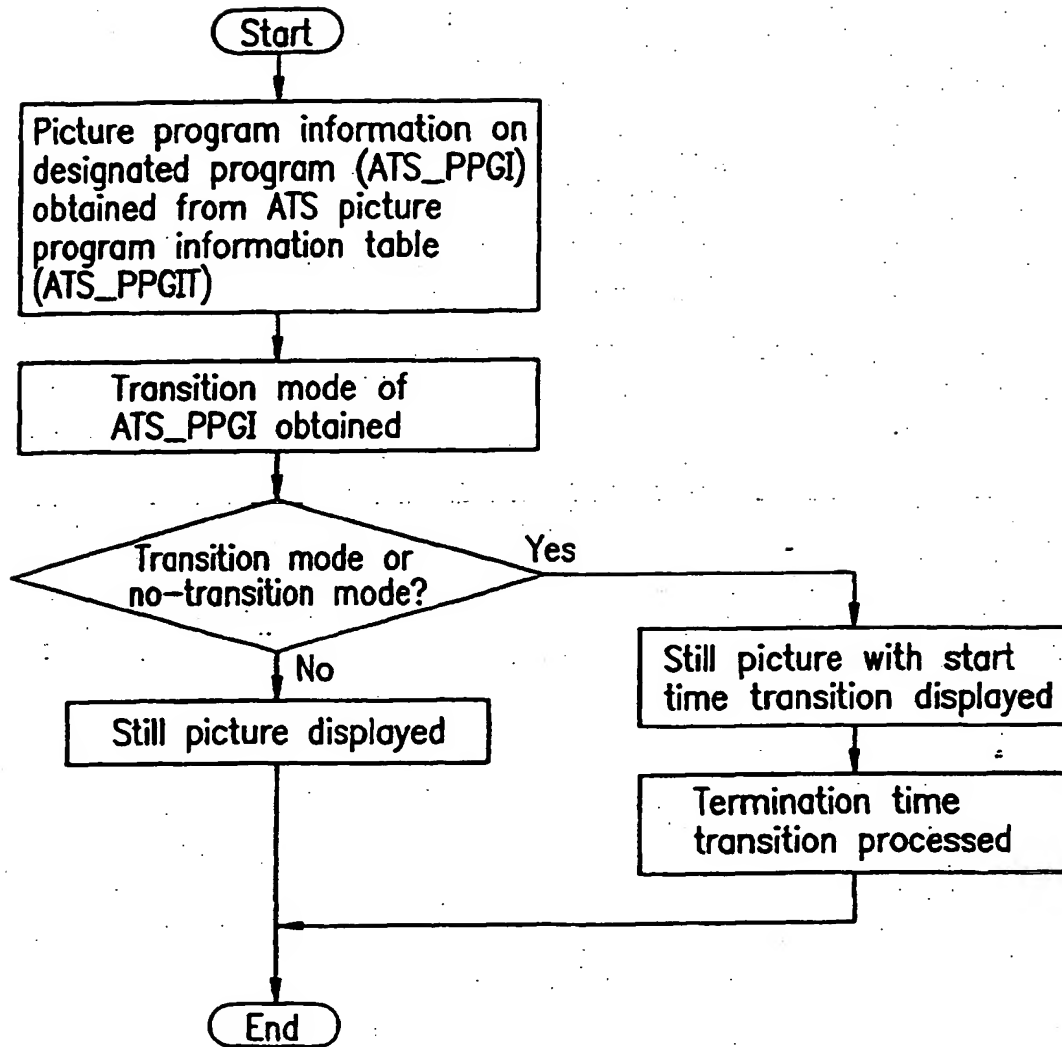 Start
Picture program information on
designated program (ATS_PPGI)
obtained from ATS picture
program information table
(ATS_PPGIT)
Transition mode of
ATS_PPGI obtained
Transition mode or
no-transition mode?
Yes
No
Still picture displayed
Still picture with start
time transition displayed
Termination time
transition processed
End